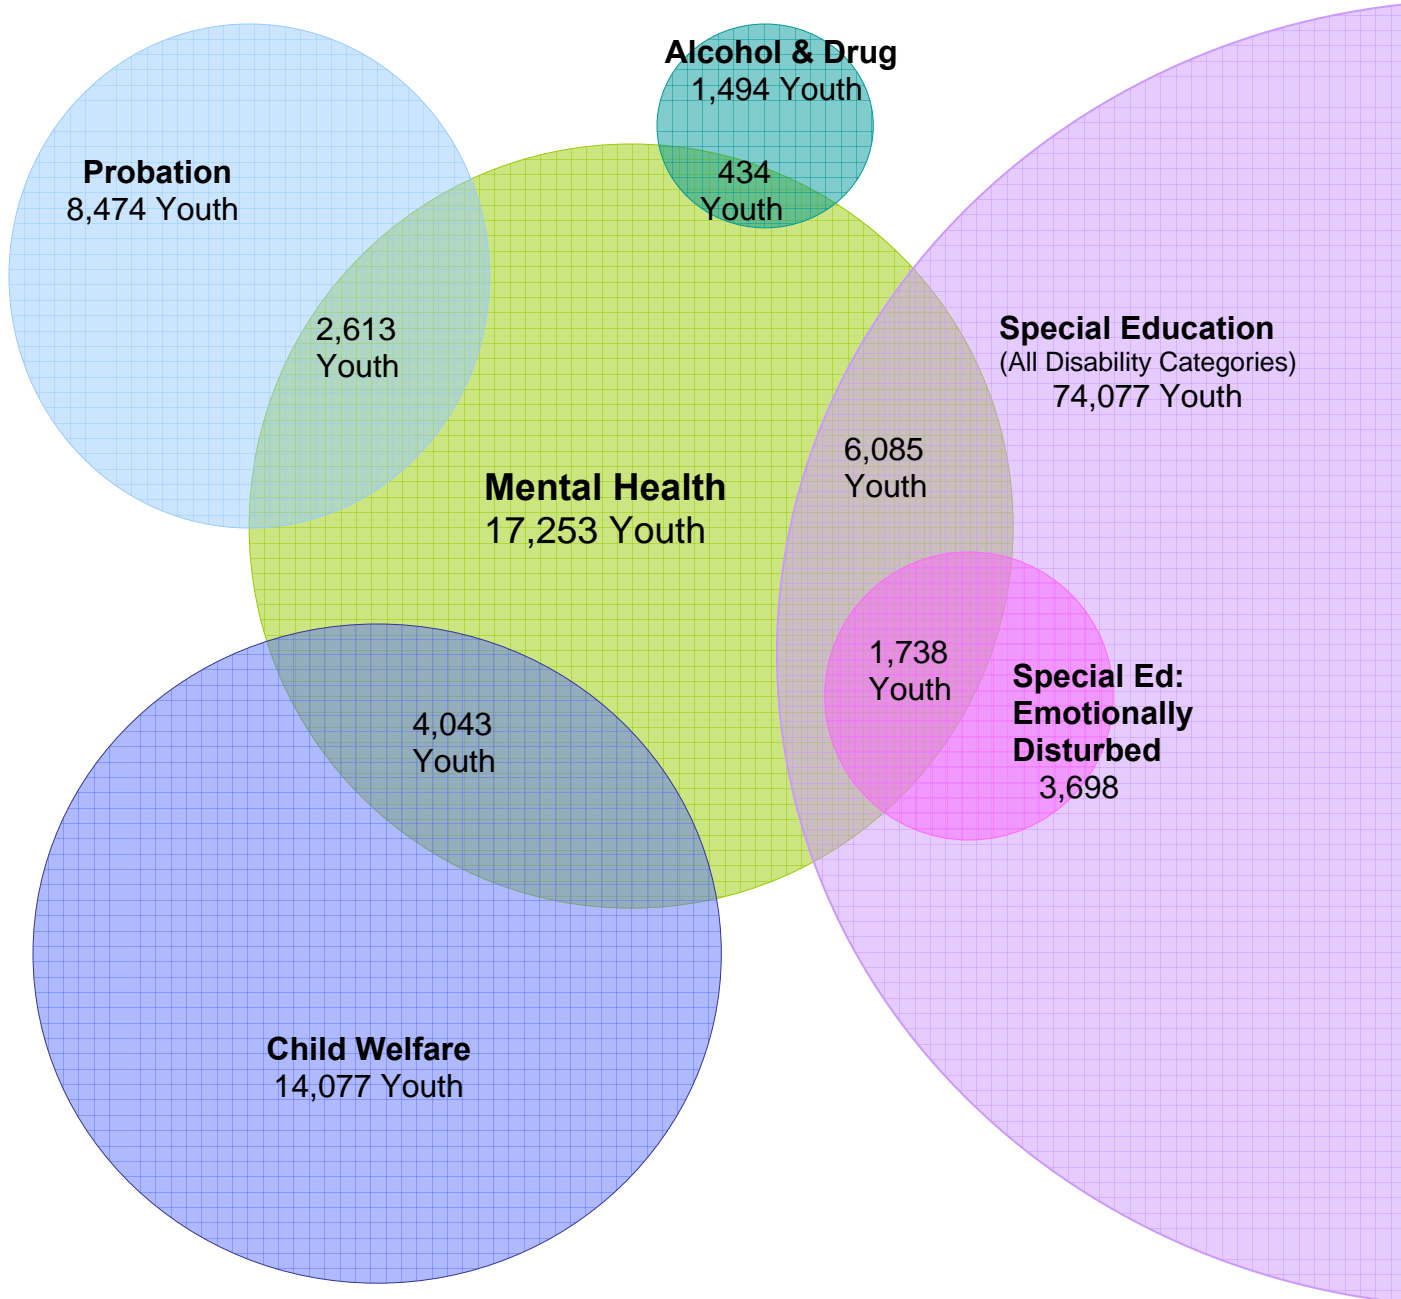 Alcohol & Drug
1,494 Youth
434
Youth
Probation
8,474 Youth
2,613
Youth
Special Education
(All Disability Categories)
74,077 Youth
6,085
Youth
Mental Health
17,253 Youth
1,738
Youth
Special Ed:
Emotionally
Disturbed
3,698
4,043
Youth
Child Welfare
14,077 Youth